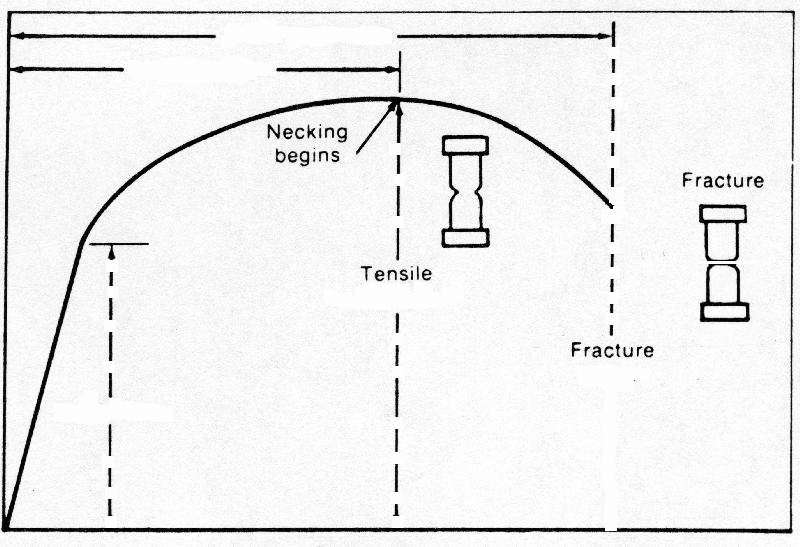 Necking
begins
Fracture
Tensile
Fracture